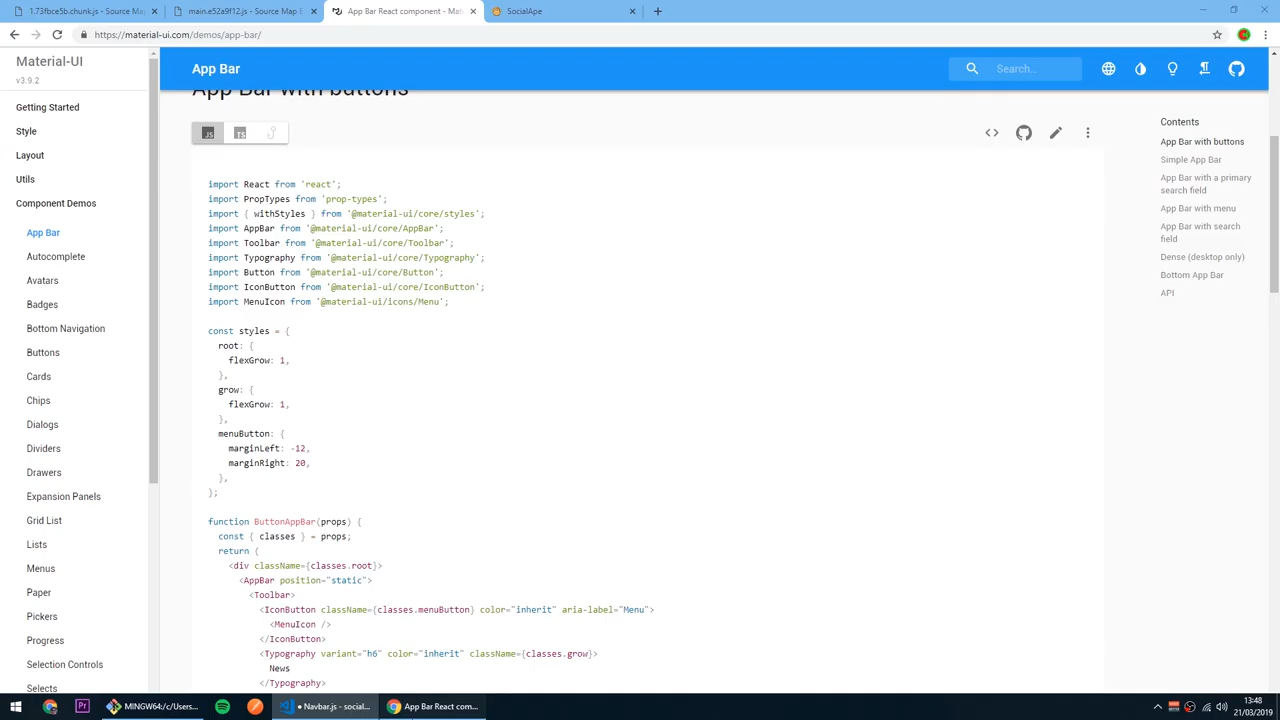 1.73fbce5b.chunk.js - Source Map
main.e52a9f12.js - Source Map
App Bar React component - Mat
SocialApe
https://material-ui.com/demos/app-bar/
Material-UI
v3.9.2
Getting Started
Style
Layout
Utils
Component Demos
App Bar
Autocomplete
Avatars
Badges
Bottom Navigation
Buttons
Cards
Chips
Dialogs
Dividers
Drawers
Expansion Panels
Grid List
Lists
Menus
Paper
Pickers
Progress
Selection Controls
Selects
App Bar
Search...
App Bar with buttons
JS
TS
import React from 'react';
import PropTypes from 'prop-types';
import { withStyles } from '@material-ui/core/styles';
import AppBar from '@material-ui/core/AppBar';
import Toolbar from '@material-ui/core/Toolbar';
import Typography from '@material-ui/core/Typography';
import Button from '@material-ui/core/Button';
import IconButton from '@material-ui/core/IconButton';
import MenuIcon from '@material-ui/icons/Menu';
const styles = {
root: {
flexGrow: 1,
},
grow: {
flexGrow: 1,
},
menuButton: {
marginLeft: -12,
marginRight: 20,
},
};
function ButtonAppBar(props) {
const { classes } = props;
return (
<div className={classes.root}>
<AppBar position="static">
<Toolbar>
<IconButton className={classes.menuButton} color="inherit" aria-label="Menu">
<MenuIcon />
</IconButton>
<Typography variant="h6" color="inherit" className={classes.grow}>
News
</Typography>
Contents
App Bar with buttons
Simple App Bar
App Bar with a primary
search field
App Bar with menu
App Bar with search
field
Dense (desktop only)
Bottom App Bar
API
MINGW64:/c/Users...
● Navbar.js - social...
App Bar React com...
13:48
21/03/2019